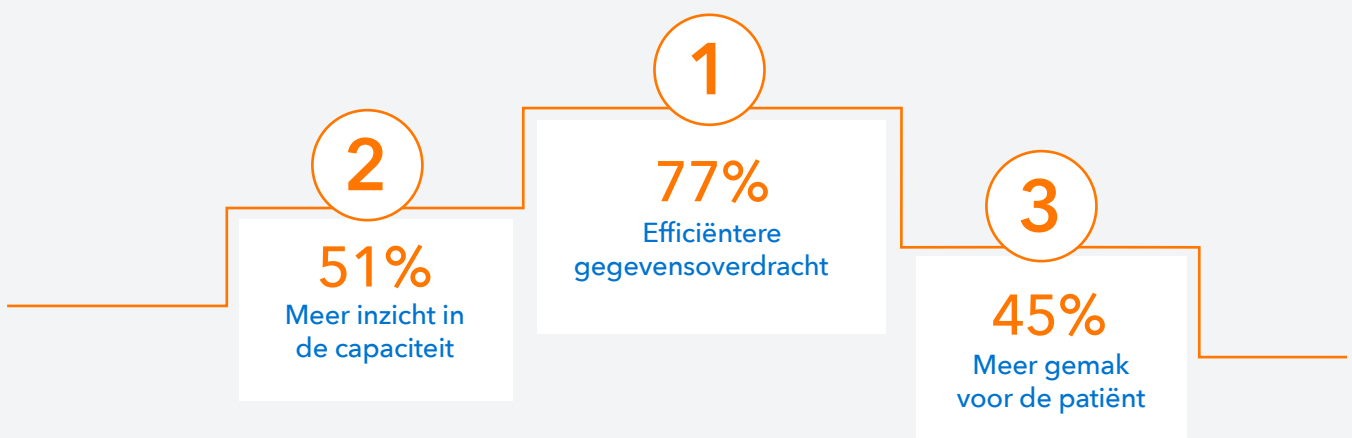 1
77%
Efficiëntere
gegevensoverdracht
2
51%
Meer inzicht in
de capaciteit
3
45%
Meer gemak
voor de patiënt